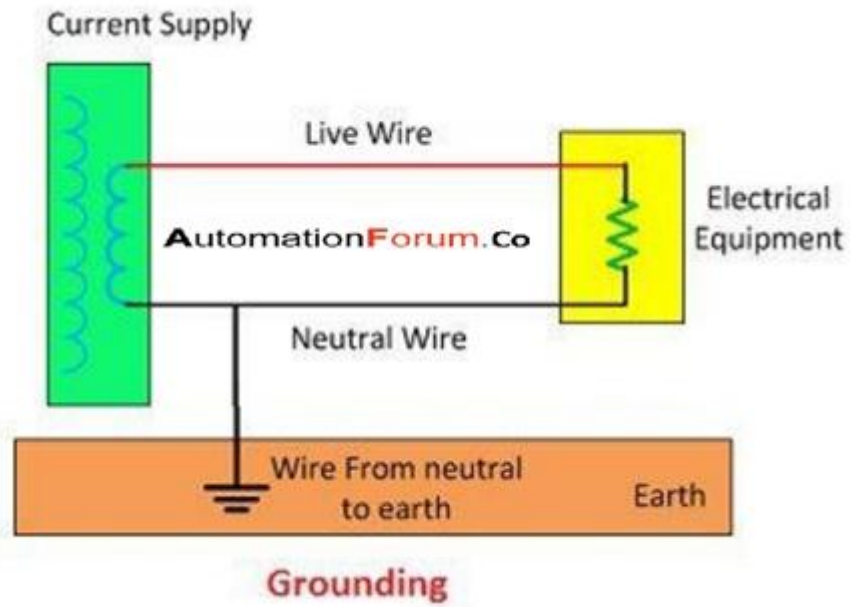 Current Supply
Live Wire
Electrical
Equipment
AutomationForum.Co
Neutral Wire
Wire From neutral
to earth
Earth
Grounding